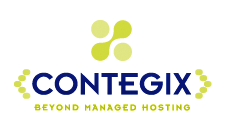 CONTEGIX
BEYOND MANAGED HOSTING